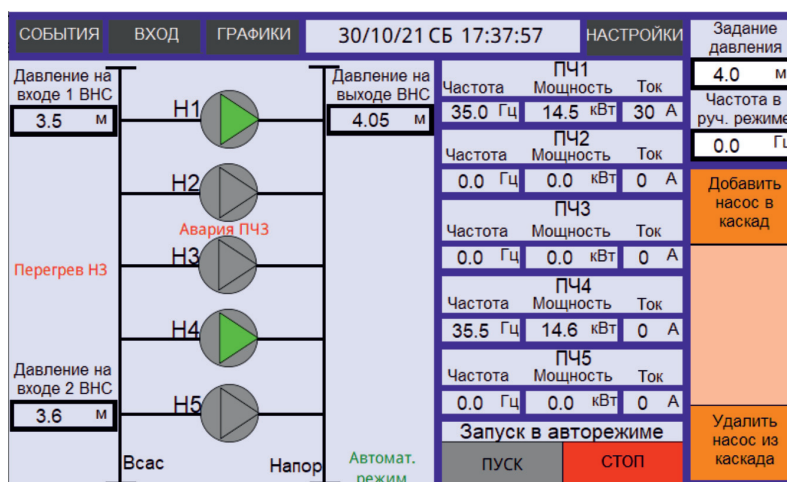 СОБЫТИЯ ВХОД ГРАФИКИ 30/10/21 СБ 17:37:57 НАСТРОЙКИ
Задание
давления
4.0 м
Частота в
руч. режиме
0.0 Гц
Добавить
насос в
каскад
Удалить
насос из
каскада
Давление на
входе 1 ВНС
3.5 м
Давление на
выходе ВНС
4.05 м
Н1
Н2
Авария ПЧ3
Н3
Перегрев Н3
Н4
Давление на
входе 2 ВНС
3.6 м
Н5
Всас
Напор
Автомат.
режим
ПЧ1
Частота Мощность Ток
35.0 Гц 14.5 кВт 30 А
ПЧ2
Частота Мощность Ток
0.0 Гц 0.0 кВт 0 А
ПЧ3
Частота Мощность Ток
0.0 Гц 0.0 кВт 0 А
ПЧ4
Частота Мощность Ток
35.5 Гц 14.6 кВт 0 А
ПЧ5
Частота Мощность Ток
0.0 Гц 0.0 кВт 0 А
Запуск в авторежиме
ПУСК СТОП